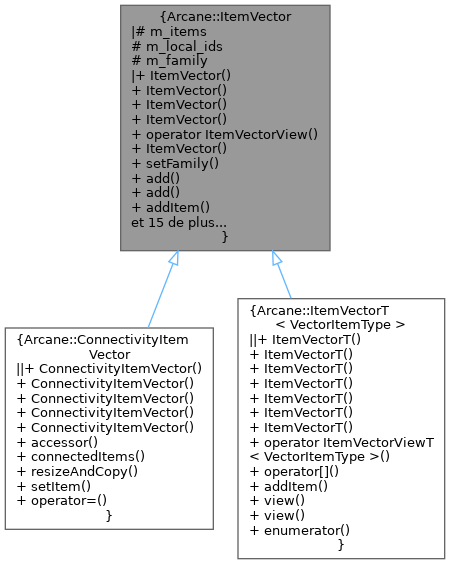 {Arcane::ItemVector
|# m_items
# m_local_ids
# m_family
|+ ItemVector()
+ ItemVector()
+ ItemVector()
+ ItemVector()
+ operator ItemVectorView()
+ ItemVector()
+ setFamily()
+ add()
+ add()
+ addItem()
et 15 de plus...
}
{Arcane::ConnectivityItem
Vector
||+ ConnectivityItemVector()
+ ConnectivityItemVector()
+ ConnectivityItemVector()
+ ConnectivityItemVector()
+ ConnectivityItemVector()
+ accessor()
+ connectedItems()
+ resizeAndCopy()
+ setItem()
+ operator=()
}
{Arcane::ItemVectorT
< VectorItemType >
||+ ItemVectorT()
+ ItemVectorT()
+ ItemVectorT()
+ ItemVectorT()
+ ItemVectorT()
+ ItemVectorT()
+ ItemVectorT()
+ operator ItemVectorViewT
< VectorItemType >()
+ operator[]()
+ addItem()
+ view()
+ view()
+ enumerator()
}